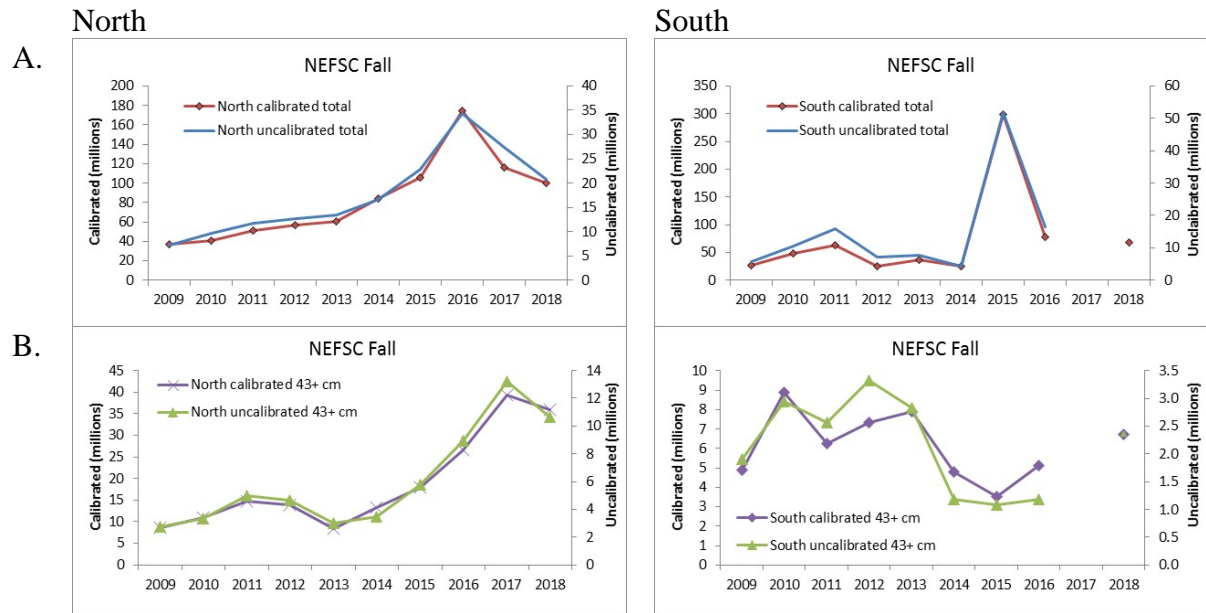 North
South
A.
NEFSC Fall
200
180
160
140
120
100
80
60
40
20
0
Calibrated (millions)
North calibrated total
North uncalibrated total
40
35
30
25
20
15
10
5
0
Unclaibrated (millions)
2009 2010 2011 2012 2013 2014 2015 2016 2017 2018
NEFSC Fall
350
300
250
200
150
100
50
0
Calibrated (millions)
South calibrated total
South uncalibrated total
60
50
40
30
20
10
0
Unclaibrated (millions)
2009 2010 2011 2012 2013 2014 2015 2016 2017 2018
B.
NEFSC Fall
45
40
35
30
25
20
15
10
5
0
Calibrated (millions)
North calibrated 43+ cm
North uncalibrated 43+ cm
14
12
10
8
6
4
2
0
Uncalibrated (millions)
2009 2010 2011 2012 2013 2014 2015 2016 2017 2018
NEFSC Fall
10
9
8
7
6
5
4
3
2
1
0
Calibrated (millions)
South calibrated 43+ cm
South uncalibrated 43+ cm
3.5
3.0
2.5
2.0
1.5
1.0
0.5
0.0
Uncalibrated (millions)
2009 2010 2011 2012 2013 2014 2015 2016 2017 2018